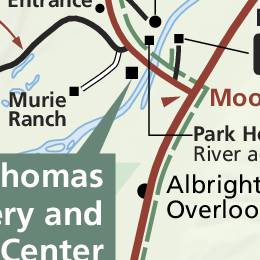 Entrance
Murie
Ranch
Moo
Park He
River a
Albright
Overloo
homas
ery and
Center